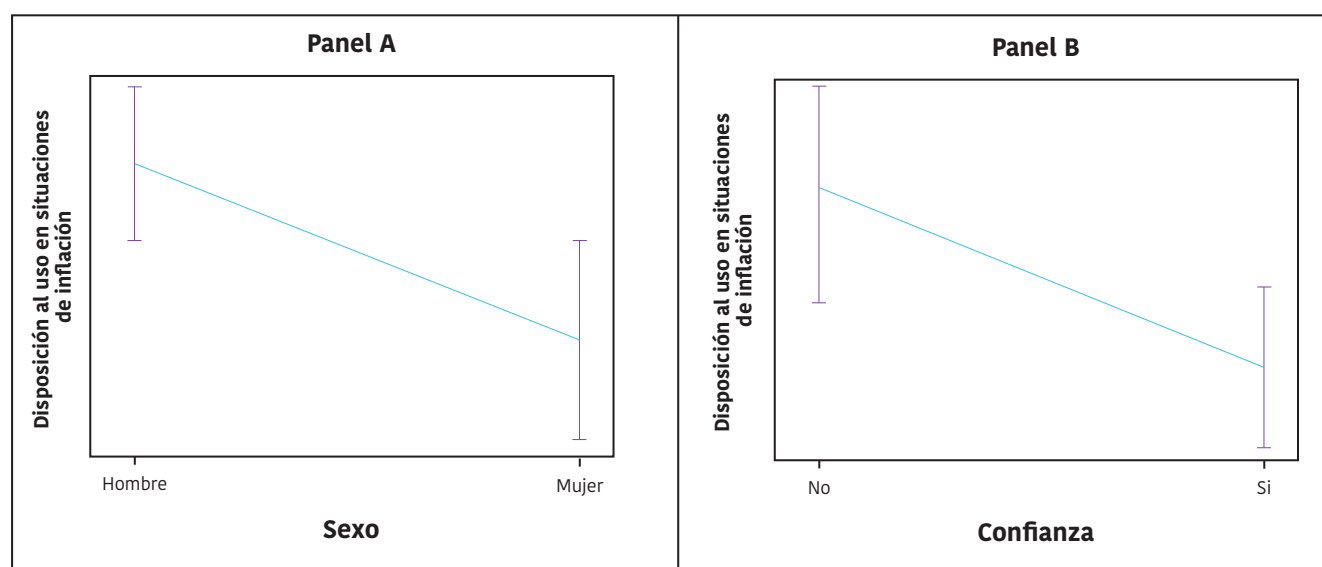 Panel A
Disposición al uso en situaciones
de inflación
Hombre
Mujer
Sexo
Panel B
Disposición al uso en situaciones
de inflación
No
Si
Confianza